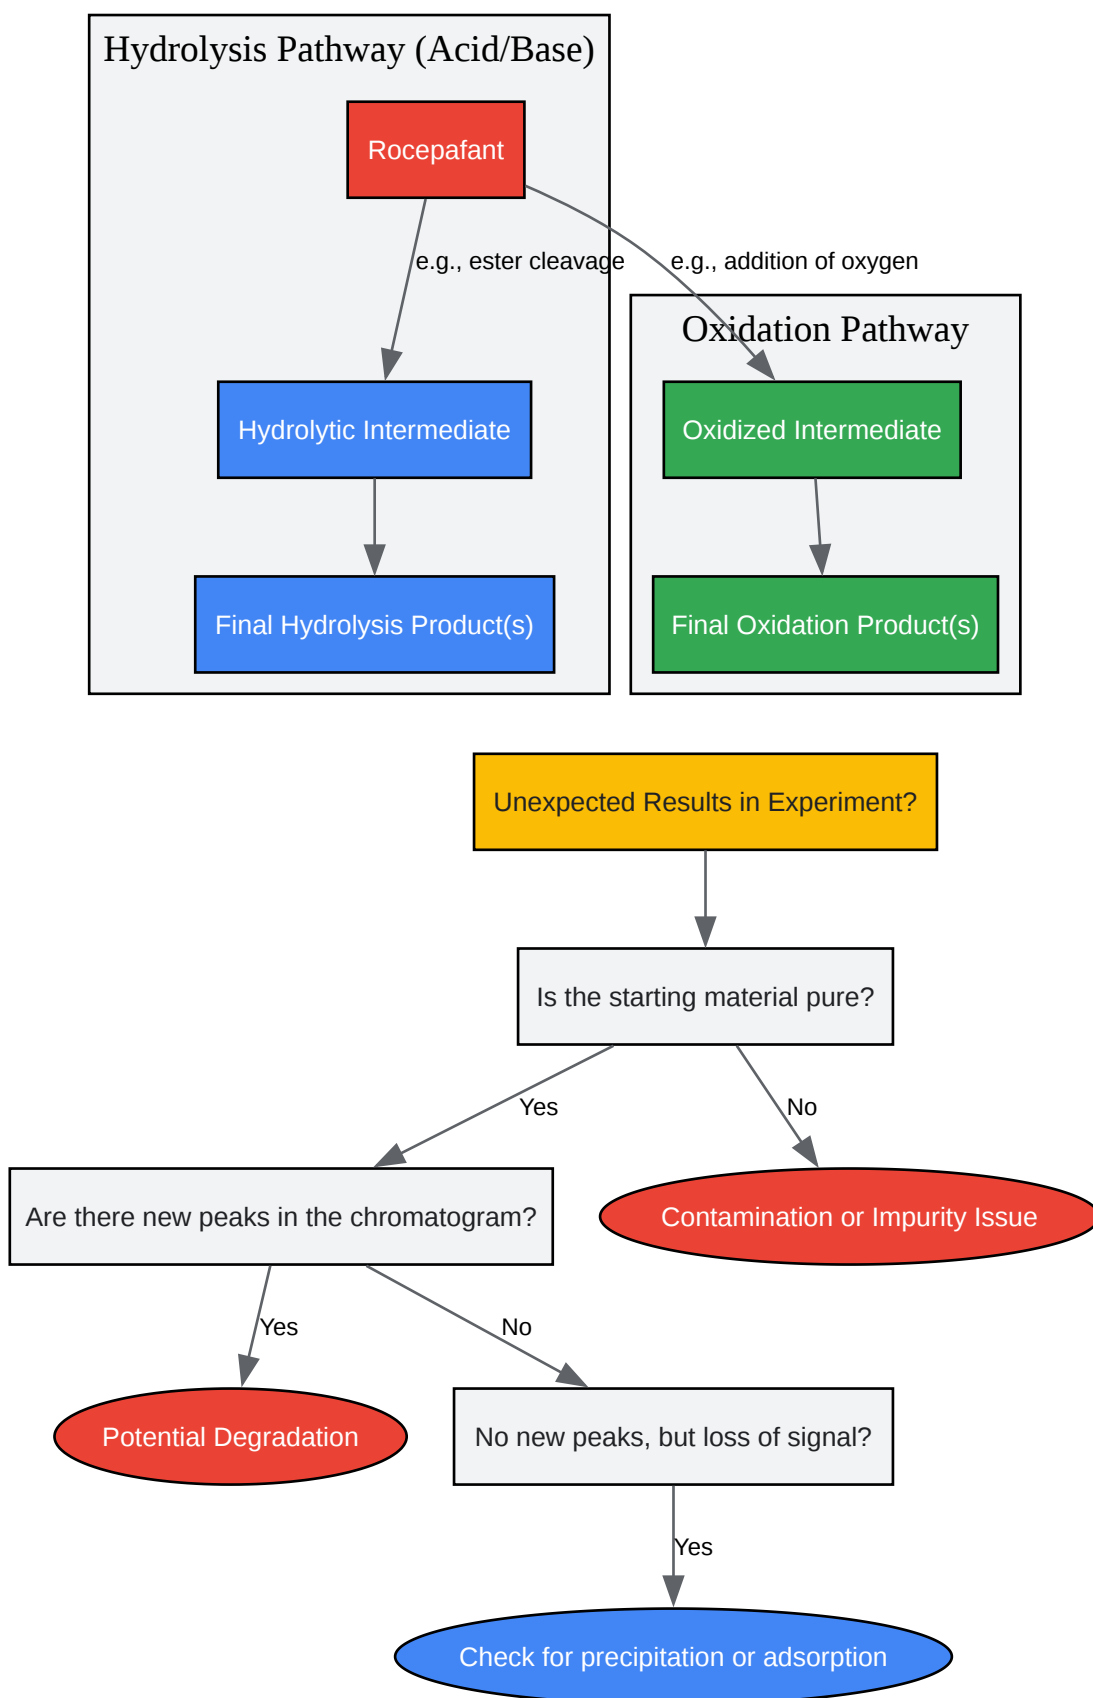 Hydrolysis Pathway (Acid/Base)
Rocepafant
e.g., ester cleavage
e.g., addition of oxygen
Oxidation Pathway
Hydrolytic Intermediate
Oxidized Intermediate
Final Hydrolysis Product(s)
Final Oxidation Product(s)
Unexpected Results in Experiment?
Is the starting material pure?
Yes
No
Are there new peaks in the chromatogram?
Contamination or Impurity Issue
Yes
No
Potential Degradation
No new peaks, but loss of signal?
Yes
Check for precipitation or adsorption